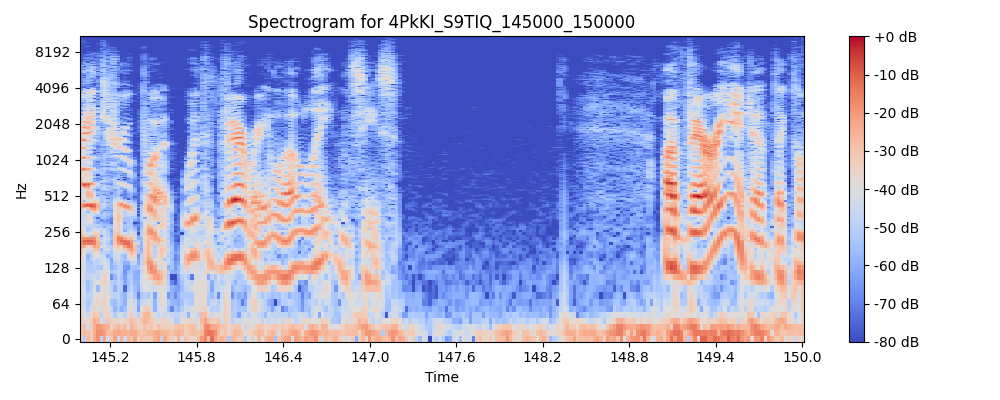 Spectrogram for 4PkKI_S9TIQ_145000_150000
8192
4096
2048
1024
512
256
128
64
0
Hz
145.2 145.8 146.4 147.0 147.6 148.2 148.8 149.4 150.0
Time
+0 dB
-10 dB
-20 dB
-30 dB
-40 dB
-50 dB
-60 dB
-70 dB
-80 dB